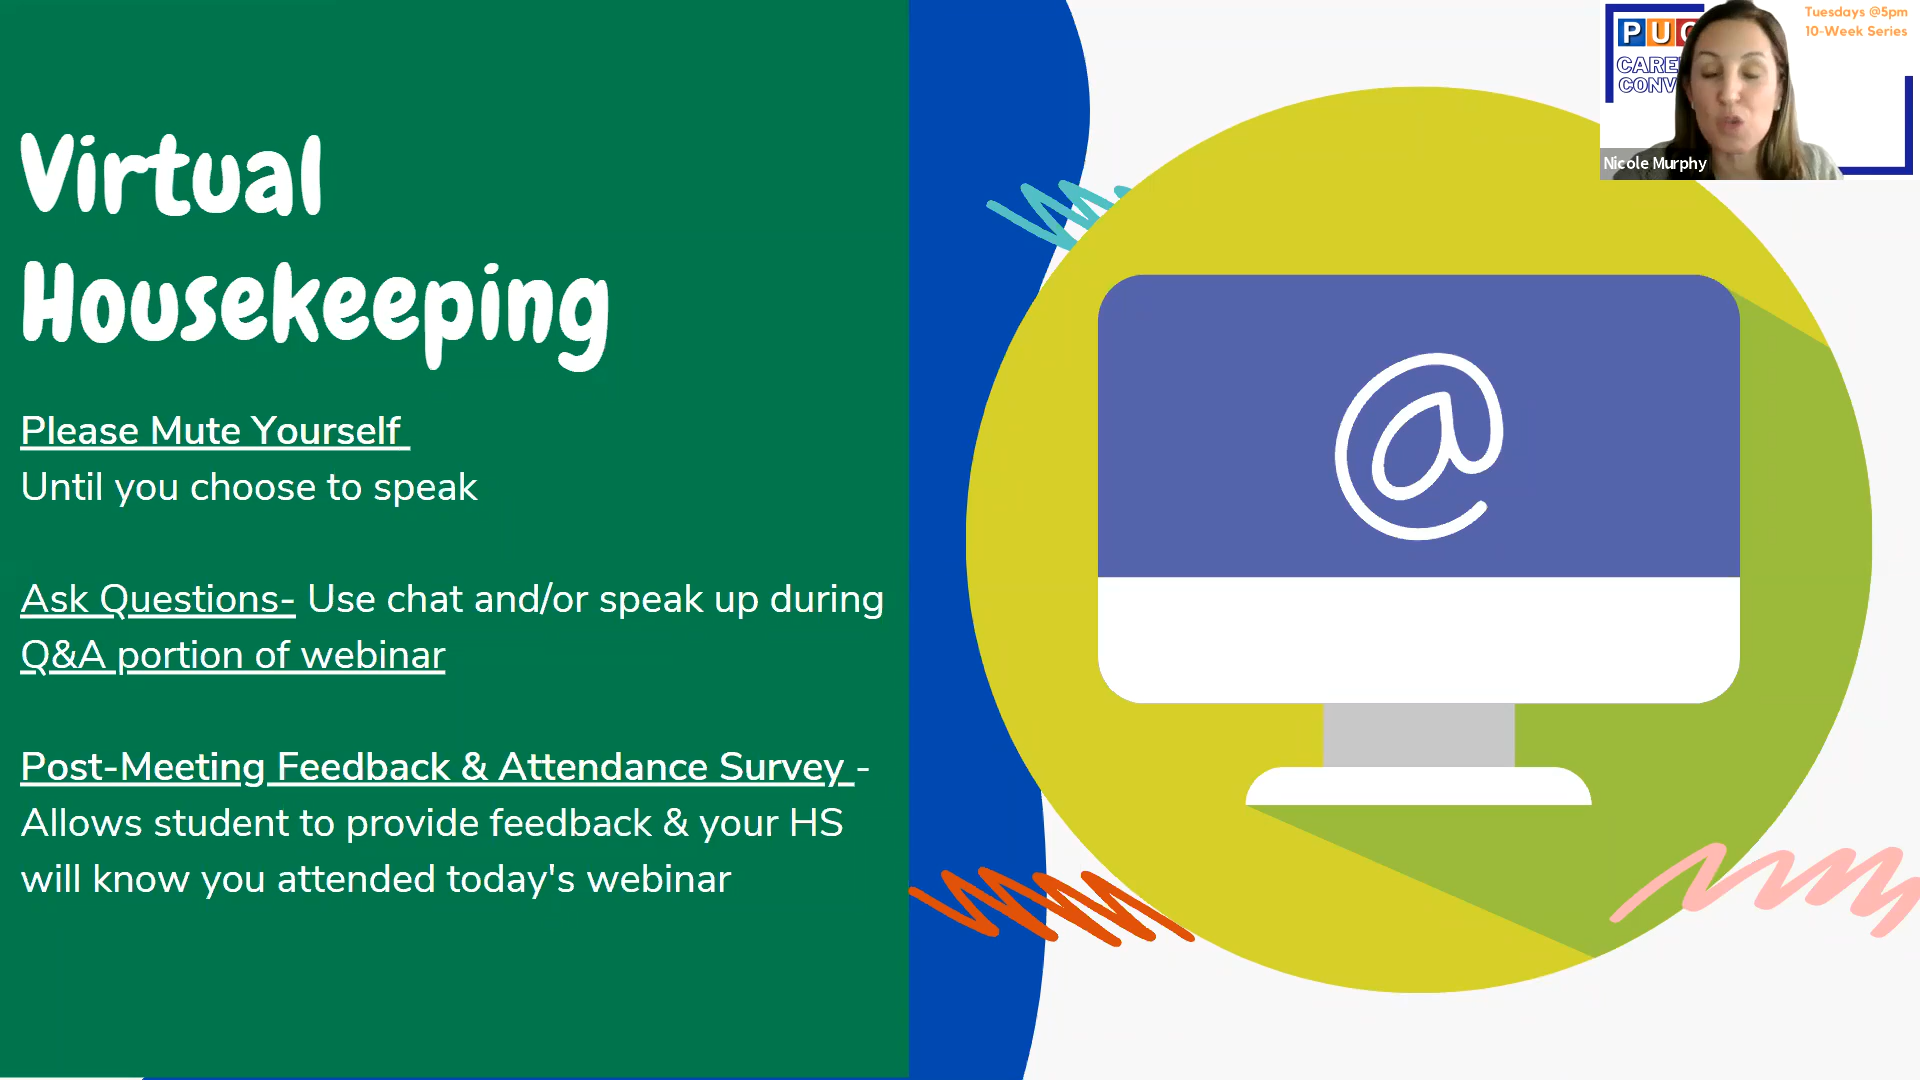 Virtual
Housekeeping
Please Mute Yourself
Until you choose to speak
Ask Questions- Use chat and/or speak up during
Q&A portion of webinar
Post-Meeting Feedback & Attendance Survey -
Allows student to provide feedback & your HS
will know you attended today's webinar
@
Tuesdays @5pm
10-Week Series
Nicole Murphy